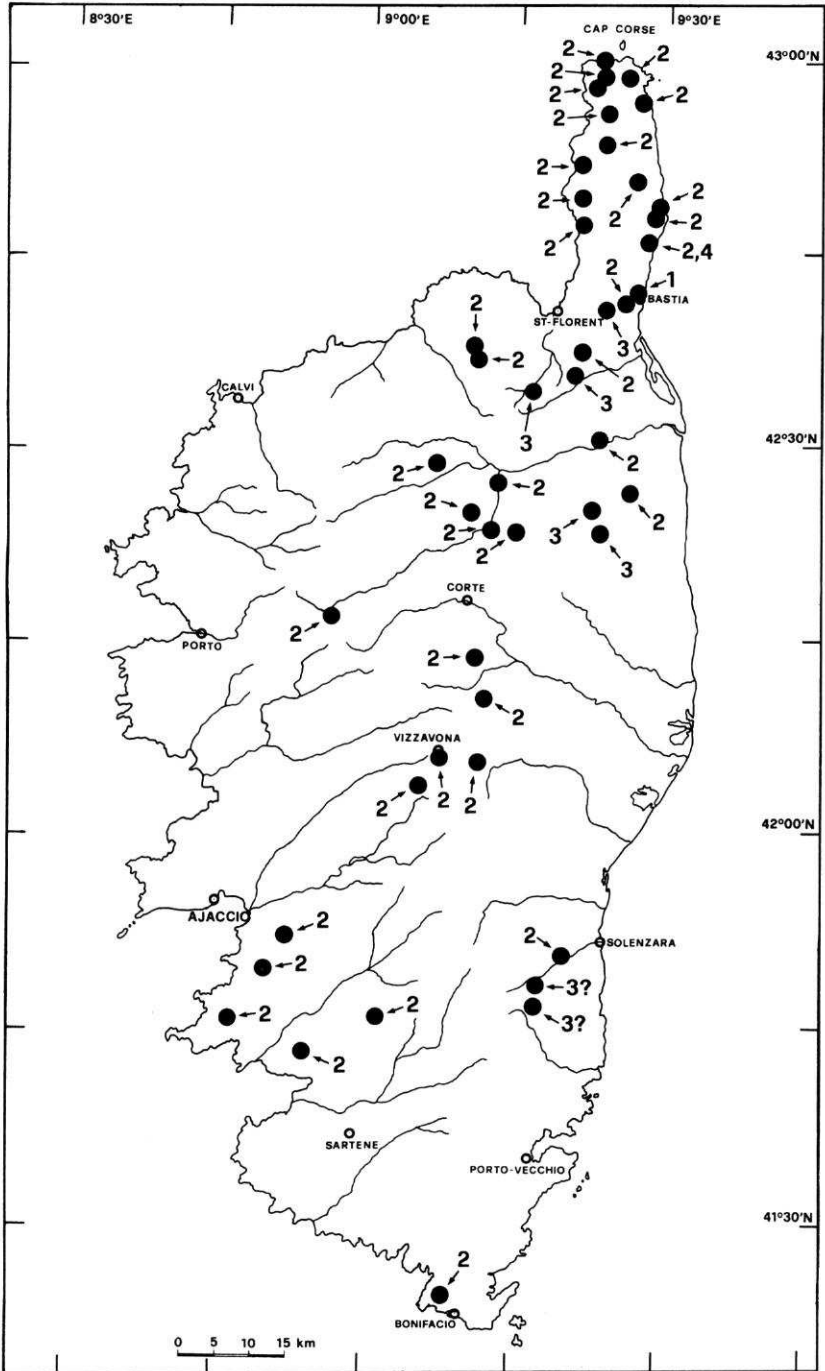 8°30'E 9°00'E 9°30'E
CAP CORSE
43°00'N
2 2
2
2 2
2
2
2
2 2
2 2
2
2,4
2 1
BASTIA
2
ST-FLORENT
3
2
2
3
3
CALVI
42°30'N
2
2 2
2 2
2 3
2 3
CORTE
2
PORTO
2
2
VIZZAVONA
2 2 2
42°00'N
AJACCIO
2
2
SOLENZARA
2
3?
2 2
3?
2
SARTENE
PORTO-VECCHIO
41°30'N
2
BONIFACIO
0 5 10 15 km